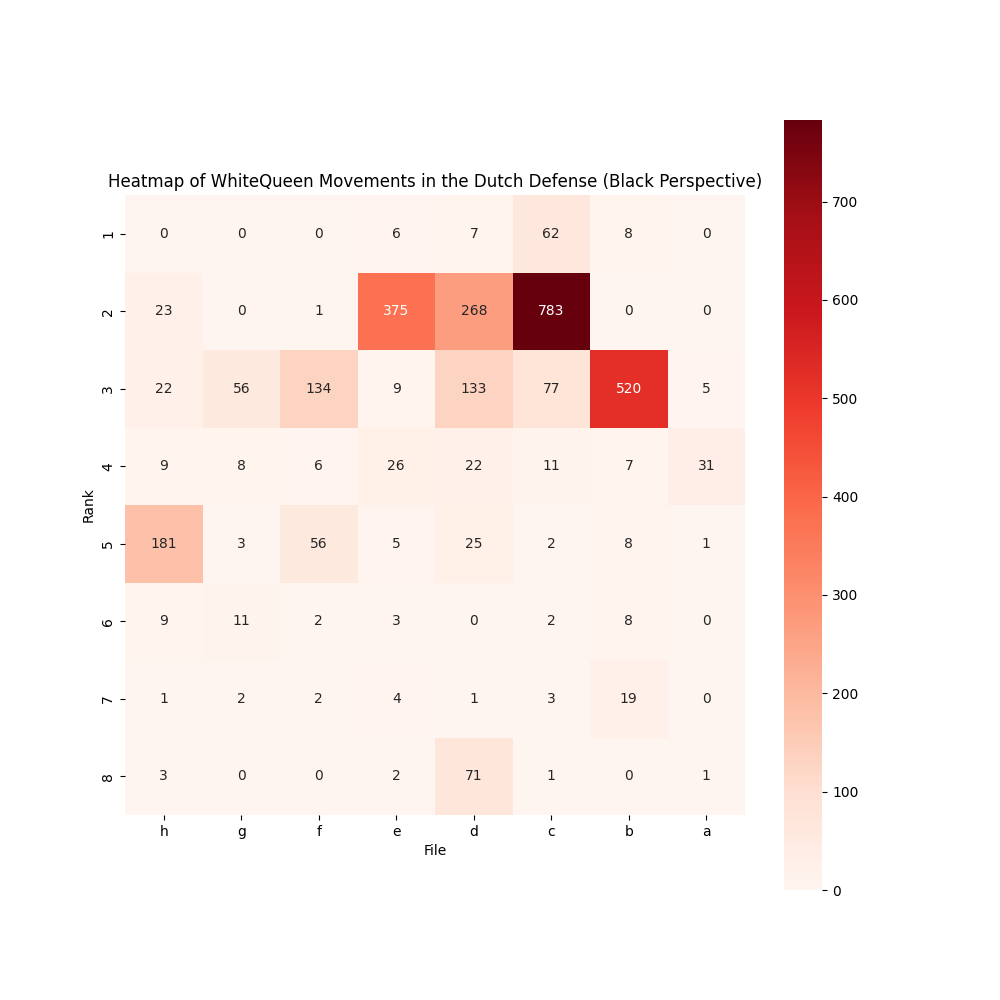 Heatmap of WhiteQueen Movements in the Dutch Defense (Black Perspective)
1 0 0 0 6 7 62 8 0
2 23 0 1 375 268 783 0 0
3 22 56 134 9 133 77 520 5
4 9 8 6 26 22 11 7 31
5 181 3 56 5 25 2 8 1
6 9 11 2 3 0 2 8 0
7 1 2 2 4 1 3 19 0
8 3 0 0 2 71 1 0 1
h g f e d c b a
Rank
File
700
600
500
400
300
200
100
0